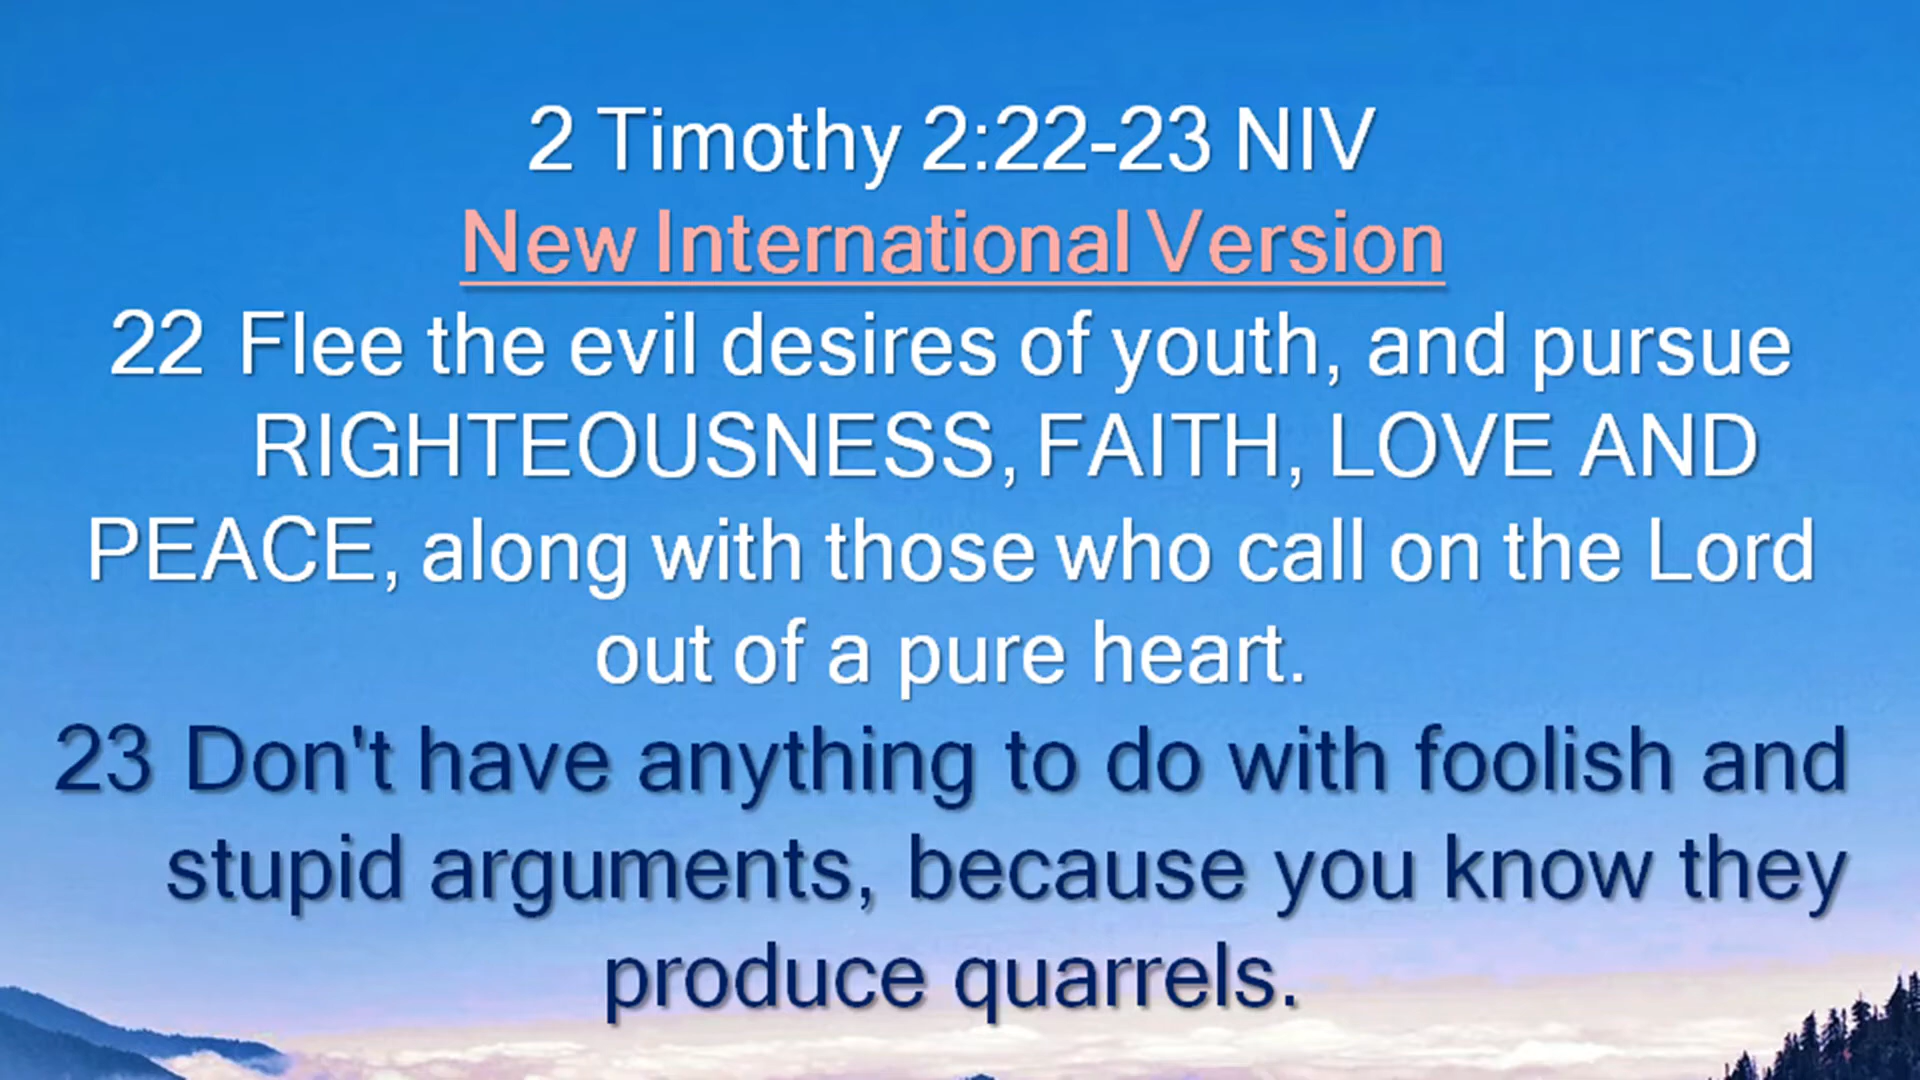 2 Timothy 2:22-23 NIV
New International Version
22 Flee the evil desires of youth, and pursue
RIGHTEOUSNESS, FAITH, LOVE AND
PEACE, along with those who call on the Lord
out of a pure heart.
23 Don't have anything to do with foolish and
stupid arguments, because you know they
produce quarrels.